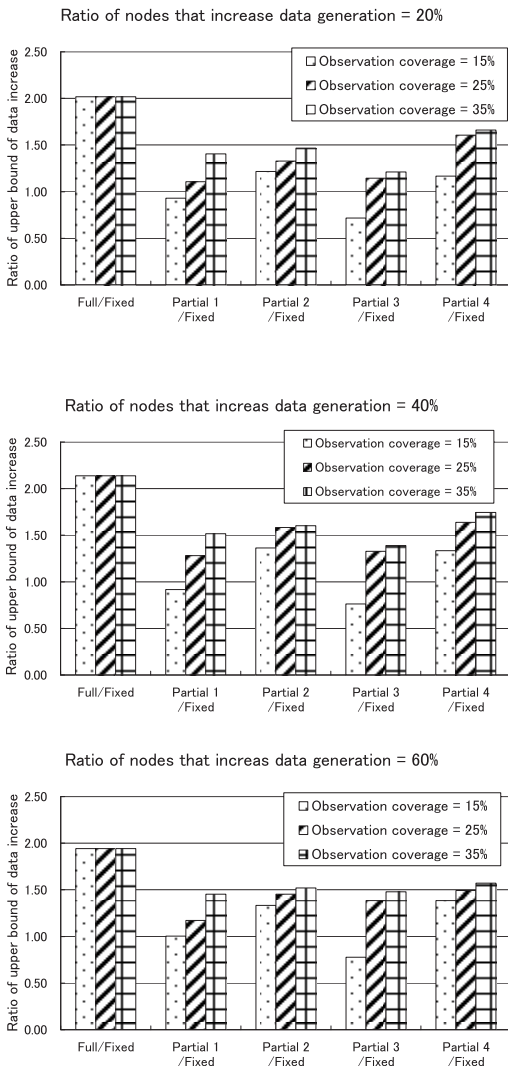 Ratio of nodes that increase data generation = 20%
Ratio of upper bound of data increase
2.50
2.00
1.50
1.00
0.50
0.00
Observation coverage = 15%
Observation coverage = 25%
Observation coverage = 35%
Full/Fixed
Partial 1
/Fixed
Partial 2
/Fixed
Partial 3
/Fixed
Partial 4
/Fixed
Ratio of nodes that increas data generation = 40%
Ratio of upper bound of data increase
2.50
2.00
1.50
1.00
0.50
0.00
Observation coverage = 15%
Observation coverage = 25%
Observation coverage = 35%
Full/Fixed
Partial 1
/Fixed
Partial 2
/Fixed
Partial 3
/Fixed
Partial 4
/Fixed
Ratio of nodes that increas data generation = 60%
Ratio of upper bound of data increase
2.50
2.00
1.50
1.00
0.50
0.00
Observation coverage = 15%
Observation coverage = 25%
Observation coverage = 35%
Full/Fixed
Partial 1
/Fixed
Partial 2
/Fixed
Partial 3
/Fixed
Partial 4
/Fixed